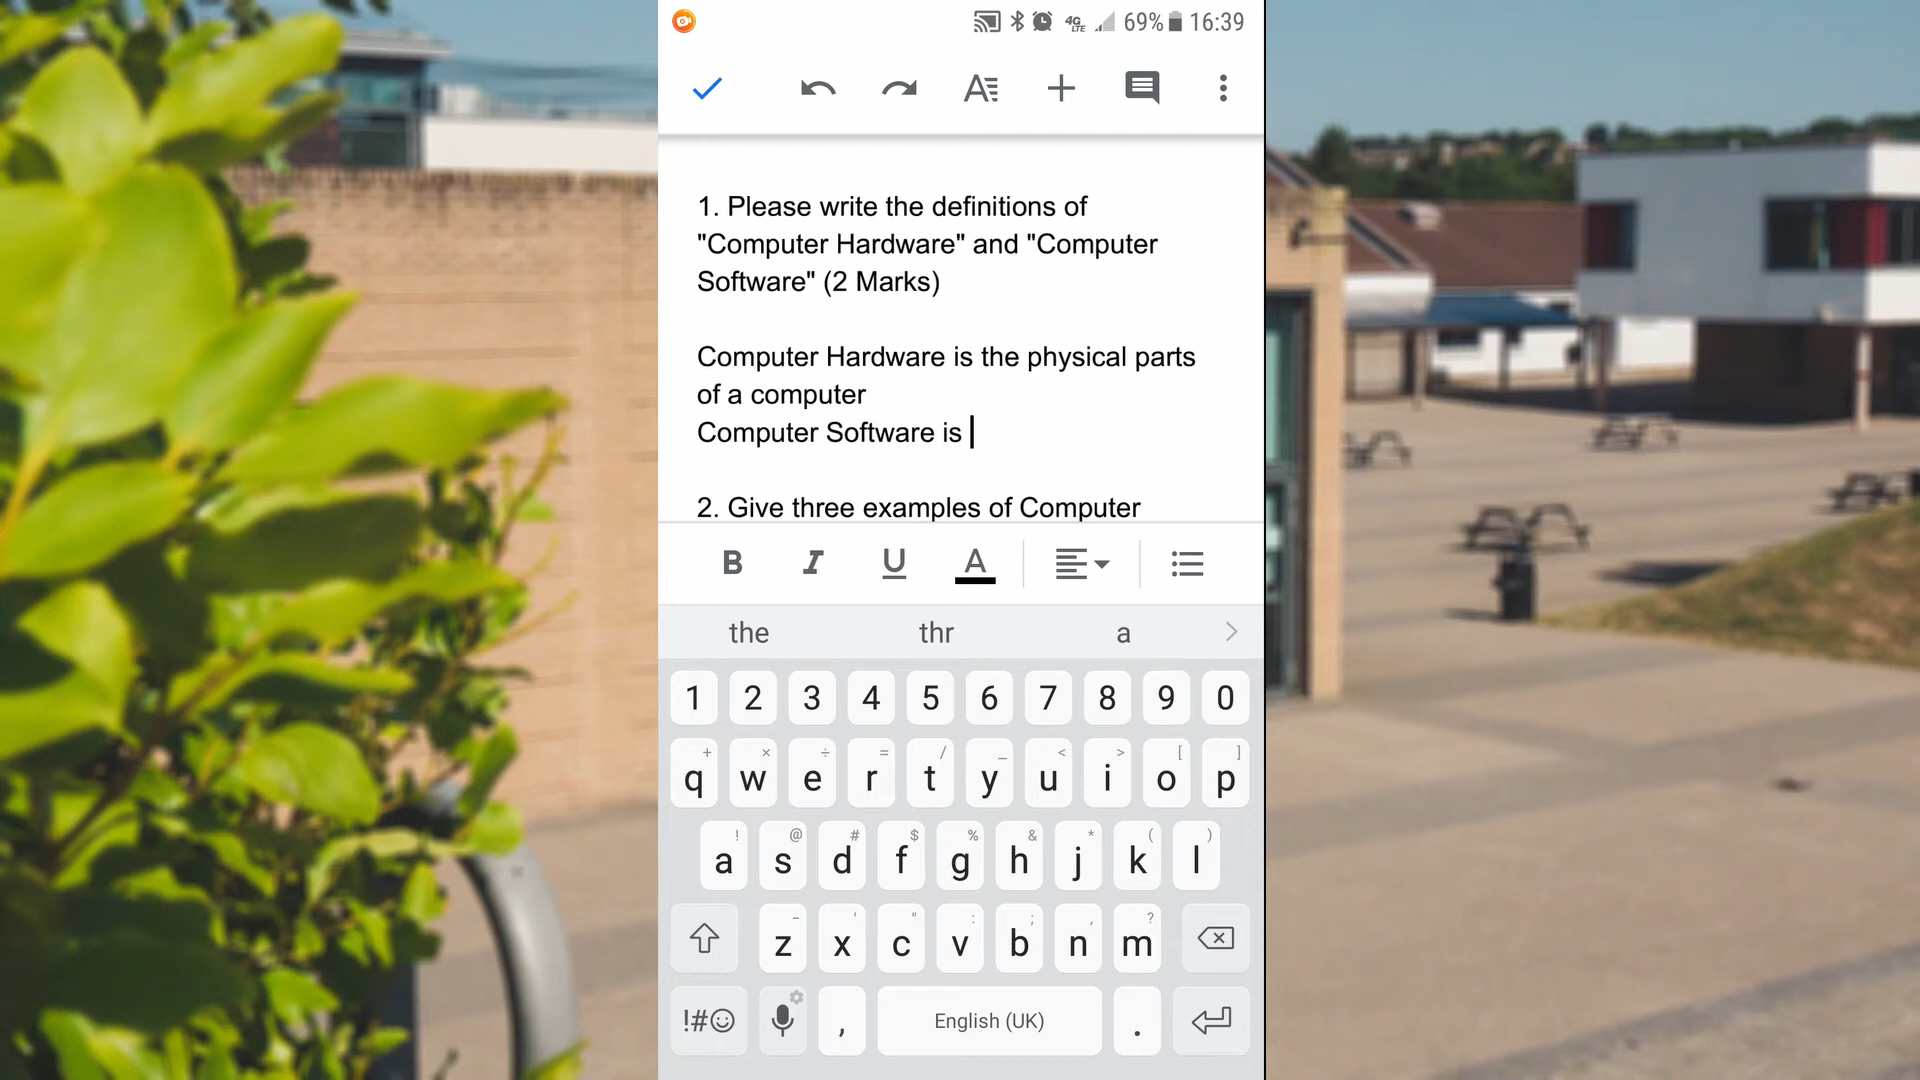 69% 16:39
1. Please write the definitions of
"Computer Hardware" and "Computer
Software" (2 Marks)
Computer Hardware is the physical parts
of a computer
Computer Software is
2. Give three examples of Computer
B I U A
the thr a
1 2 3 4 5 6 7 8 9 0
+ × ÷ = / _ < > [ ]
q w e r t y u i o p
! @ # $ % & * ( )
a s d f g h j k l
- ' " : ; , ?
z x c v b n m
!#☺ , English (UK) .